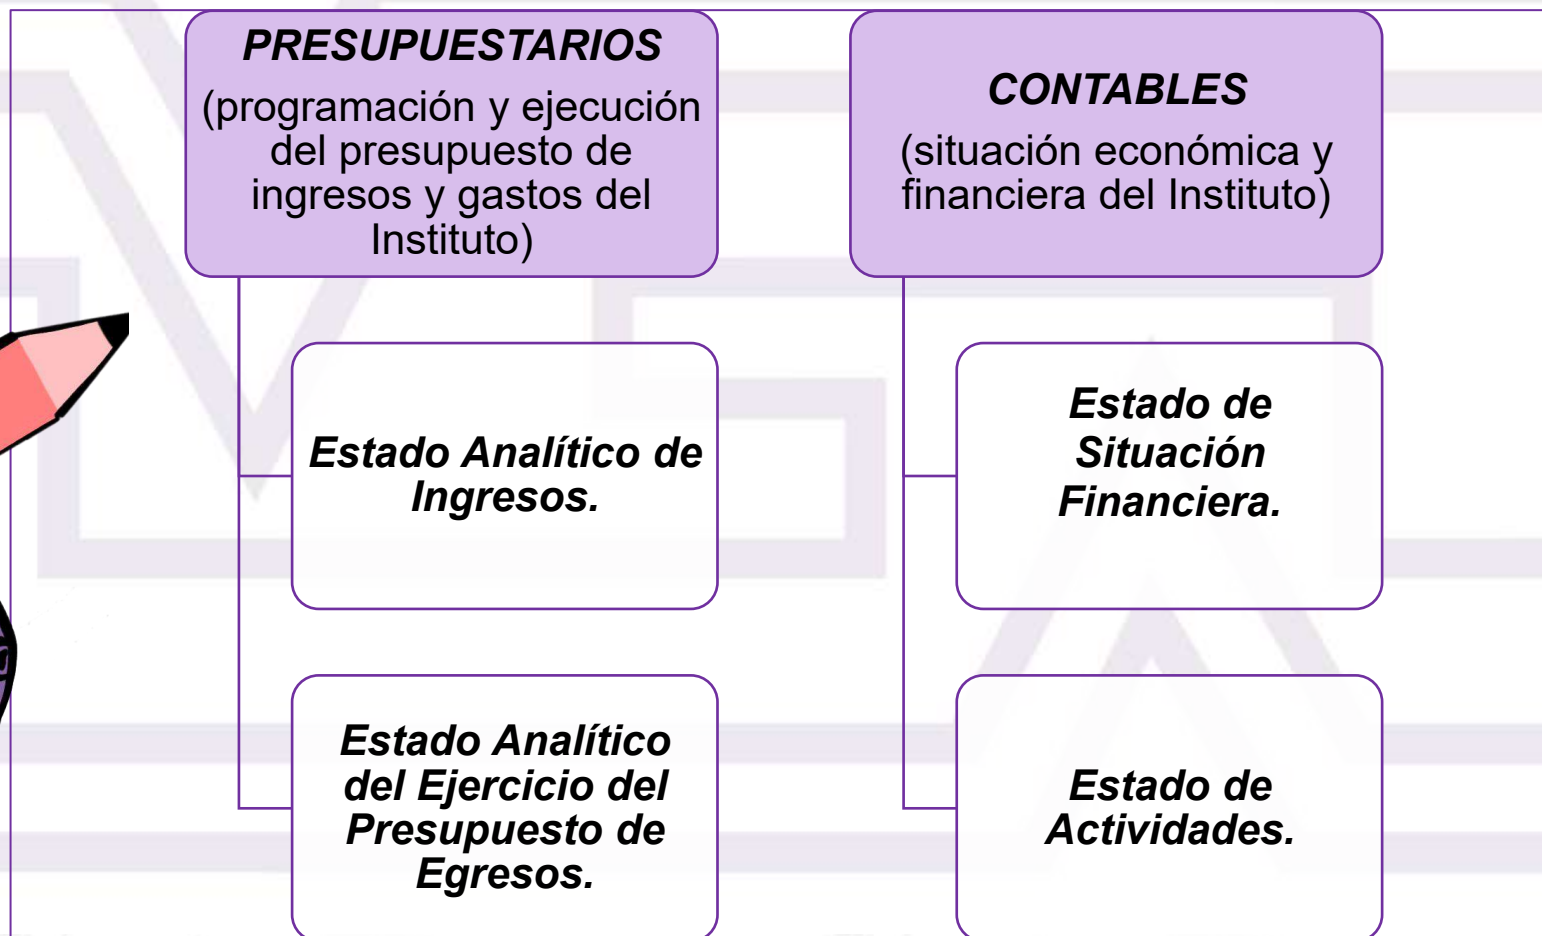 PRESUPUESTARIOS
(programación y ejecución
del presupuesto de
ingresos y gastos del
Instituto)
Estado Analítico de
Ingresos.
Estado Analítico
del Ejercicio del
Presupuesto de
Egresos.
CONTABLES
(situación económica y
financiera del Instituto)
Estado de
Situación
Financiera.
Estado de
Actividades.